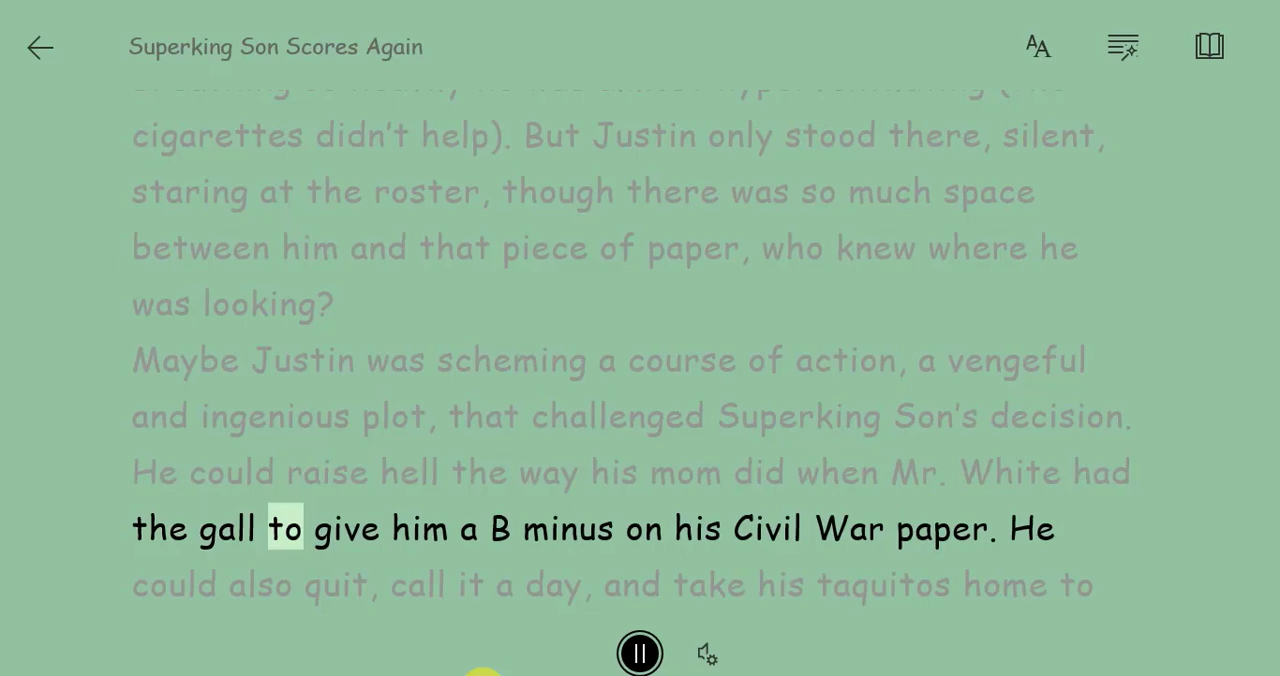 Superking Son Scores Again
cigarettes didn't help). But Justin only stood there, silent,
staring at the roster, though there was so much space
between him and that piece of paper, who knew where he
was looking?
Maybe Justin was scheming a course of action, a vengeful
and ingenious plot, that challenged Superking Son's decision.
He could raise hell the way his mom did when Mr. White had
the gall to give him a B minus on his Civil War paper. He
could also quit, call it a day, and take his taquitos home to